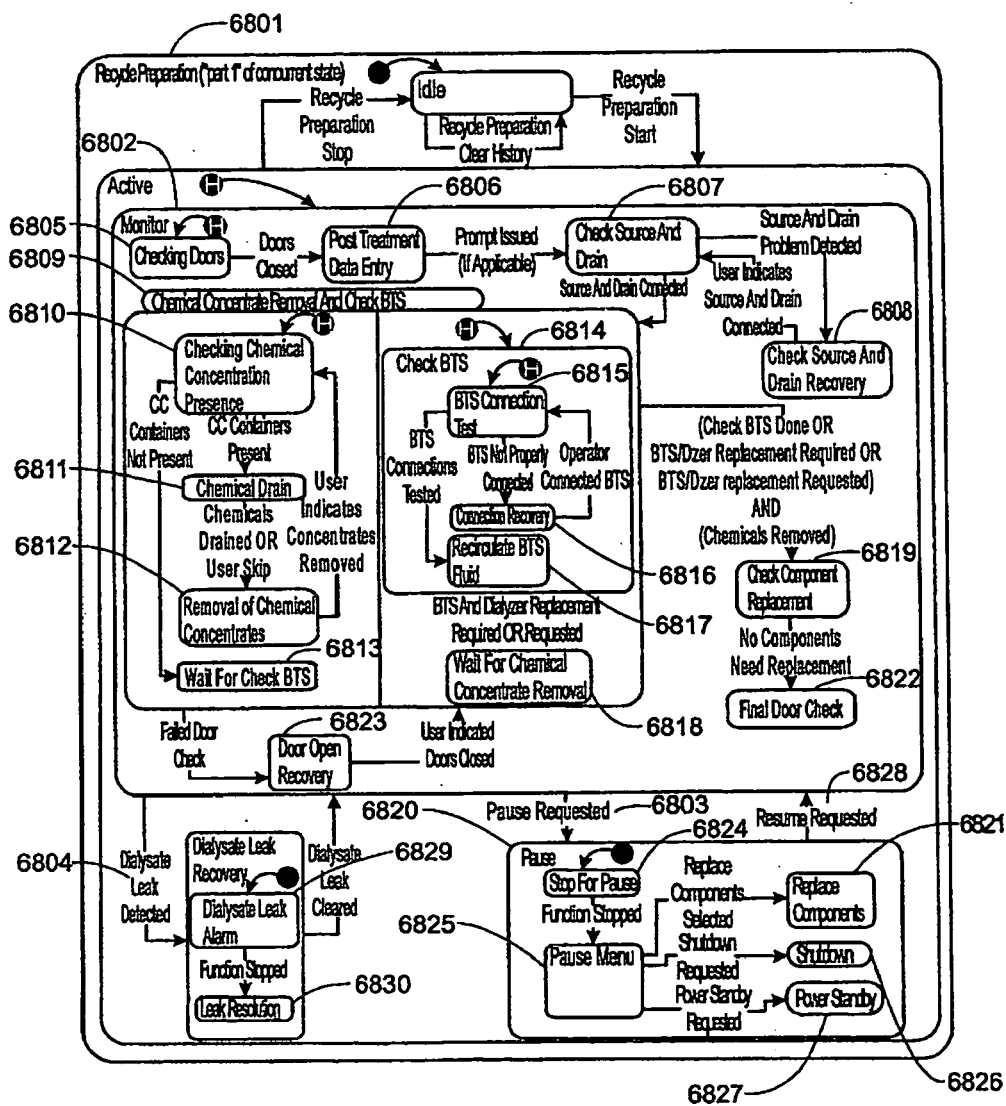 6801
Recycle Preparation ("part 1" of concurrent state)
Idle
Recycle
Preparation
Stop
Recycle Preparation
Clear History
Recycle
Preparation
Start
6802
Active
H
6806
6807
6805
Monitor
H
Checking Doors
Doors
Closed
Post Treatment
Data Entry
Prompt Issued
(If Applicable)
Check Source And
Drain
Source And Drain
Problem Detected
User Indicates
Source And Drain
Connected
6809
Chemical Concentrate Removal And Check BTS
Source And Drain Connected
6808
Check Source And
Drain Recovery
6810
H
Checking Chemical
Concentration
Presence
CC
Containers
Not Present
CC Containers
Present
6811
Chemical Drain
Chemicals
Drained OR
User Skip
User
Indicates
Concentrates
Removed
6812
Removal of Chemical
Concentrates
6813
Wait For Check BTS
H
6814
Check BTS
H
6815
BTS Connection
Test
BTS
Connections
Tested
BTS Not Properly
Connected
Operator
Connected BTS
Connection Recovery
6816
Recirculate BTS
Fluid
6817
BTS And Dialyzer Replacement
Required OR Requested
Wait For Chemical
Concentrate Removal
6818
(Check BTS Done OR
BTS/Dzer Replacement Required OR
BTS/Dzer replacement Requested)
AND
(Chemicals Removed)
6819
Check Component
Replacement
No Components
Need Replacement
6822
Final Door Check
Failed Door
Check
6823
Door Open
Recovery
User Indicated
Doors Closed
6804
Dialysate
Leak
Detected
Dialysate Leak
Recovery
6829
Dialysate Leak
Alarm
Function Stopped
Leak Resolution
6830
Dialysate
Leak
Cleared
6820
Pause Requested
6803
6828
Resume Requested
6821
Pause
6824
Stop For Pause
Function Stopped
6825
Pause Menu
Replace
Components
Selected
Replace
Components
Shutdown
Requested
Shutdown
Power Standby
Requested
Power Standby
6826
6827